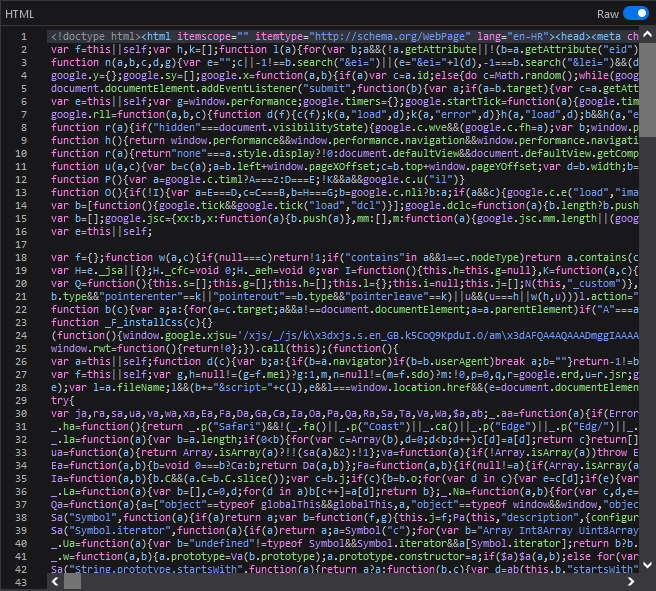 HTML
Raw
1 <!doctype html><html itemscope="" itemtype="http://schema.org/WebPage" lang="en-HR"><head><meta ch
2 var f=this||self;var h,k=[];function l(a){for(var b;a&&(!a.getAttribute||!(b=a.getAttribute("eid")
3 function n(a,b,c,d,g){var e="";c||-1!==b.search("&ei=")||(e="&ei="+l(d),-1===b.search("&lei=")&&(d
4 google.y={};google.sy=[];google.x=function(a,b){if(a)var c=a.id;else{do c=Math.random();while(goog
5 document.documentElement.addEventListener("submit",function(b){var a;if(a=b.target){var c=a.getAtt
6 var e=this||self;var g=window.performance;google.timers={};google.startTick=function(a){google.tim
7 google.rll=function(a,b,c){function d(f){c(f);k(a,"load",d);k(a,"error",d)}h(a,"load",d);b&&h(a,"e
8 function r(a){if("hidden"===document.visibilityState){google.c.wve&&(google.c.fh=a);var b;window.p
9 function h(){return window.performance&&window.performance.navigation&&window.performance.navigati
10 function r(a){return"none"===a.style.display?!0:document.defaultView&&document.defaultView.getComp
11 function u(a,c){var b=c(a);a=b.left+window.pageXOffset;c=b.top+window.pageYOffset;var d=b.width;b=
12 function P(){var a=google.c.timl?A===z:D===E;!K&&a&&google.c.u("il")}
13 function O(){if(!I){var a=E===D,c=C===B,b=H===G;b=google.c.nli?b:a;if(a&&c){google.c.e("load","ima
14 var b=[function(){google.tick&&google.tick("load","dcl")}];google.dclc=function(a){b.length?b.push
15 var b=[];google.jsc={xx:b,x:function(a){b.push(a)},mm:[],m:function(a){google.jsc.mm.length||(goog
16 var e=this||self;
17
18 var f={};function w(a,c){if(null===c)return!1;if("contains"in a&&1==c.nodeType)return a.contains(c
19 var H=e._jsa||{};H._cfc=void 0;H._aeh=void 0;var I=function(){this.h=this.g=null},K=function(a,c){
20 var Q=function(){this.s=[];this.g=[];this.h=[];this.l={};this.i=null;this.j=[];N(this,"_custom")},
21 b.type&&"pointerenter"==k||"pointerout"==b.type&&"pointerleave"==k)||u&&(u===h||w(h,u)))l.action="
22 function b(c){var a;a:{for(a=c.target;a&&a!==document.documentElement;a=a.parentElement)if("A"===a
23 function _F_installCss(c){}
24 (function(){window.google.xjsu='/xjs/_/js/k\x3dxjs.s.en_GB.k5CoQ9KpduI.O/am\x3dAFQA4AQAAADmggIAAAA
25 window.rwt=function(){return!0};}).call(this);(function(){
26 var a=this||self;function d(c){var b;a:{if(b=a.navigator)if(b=b.userAgent)break a;b=""}return-1!=b
27 var f=this||self;var g,h=null!=(g=f.mei)?g:1,m,n=null!=(m=f.sdo)?m:!0,p=0,q,r=google.erd,u=r.jsr;g
28 e);var l=a.fileName;l&&(b+="&script="+c(l),e&&l===window.location.href&&(e=document.documentElemen
29 try{
30 var ja,ra,sa,ua,va,wa,xa,Ea,Fa,Da,Ga,Ca,Ia,Oa,Pa,Qa,Ra,Sa,Ta,Va,Wa,$a,ab;_.aa=function(a){if(Error
31 _.ha=function(){return _.p("Safari")&&!(_.fa()||_.p("Coast")||_.ca()||_.p("Edge")||_.p("Edg/")||_.
32 _.la=function(a){var b=a.length;if(0<b){for(var c=Array(b),d=0;d<b;d++)c[d]=a[d];return c}return[]
33 ua=function(a){return Array.isArray(a)?!!(sa(a)&2):!1};va=function(a){if(!Array.isArray(a))throw E
34 Ea=function(a,b){b=void 0===b?Ca:b;return Da(a,b)};Fa=function(a,b){if(null!=a){if(Array.isArray(a
35 Ia=function(a,b){b.C&&(a.C=b.C.slice());var c=b.j;if(c){b=b.o;for(var d in c){var e=c[d];if(e){var
36 _.La=function(a){var b=[],c=0,d;for(d in a)b[c++]=a[d];return b};_.Na=function(a,b){for(var c,d,e=
37 Qa=function(a){a=["object"==typeof globalThis&&globalThis,a,"object"==typeof window&&window,"objec
38 Sa("Symbol",function(a){if(a)return a;var b=function(f,g){this.j=f;Pa(this,"description",{configur
39 Sa("Symbol.iterator",function(a){if(a)return a;a=Symbol("c");for(var b="Array Int8Array Uint8Array
40 _.Ua=function(a){var b="undefined"!=typeof Symbol&&Symbol.iterator&&a[Symbol.iterator];return b?b.
41 _.w=function(a,b){a.prototype=Va(b.prototype);a.prototype.constructor=a;if($a)$a(a,b);else for(var
42 Sa("String.prototype.startsWith",function(a){return a?a:function(b,c){var d=ab(this,b,"startsWith"
43